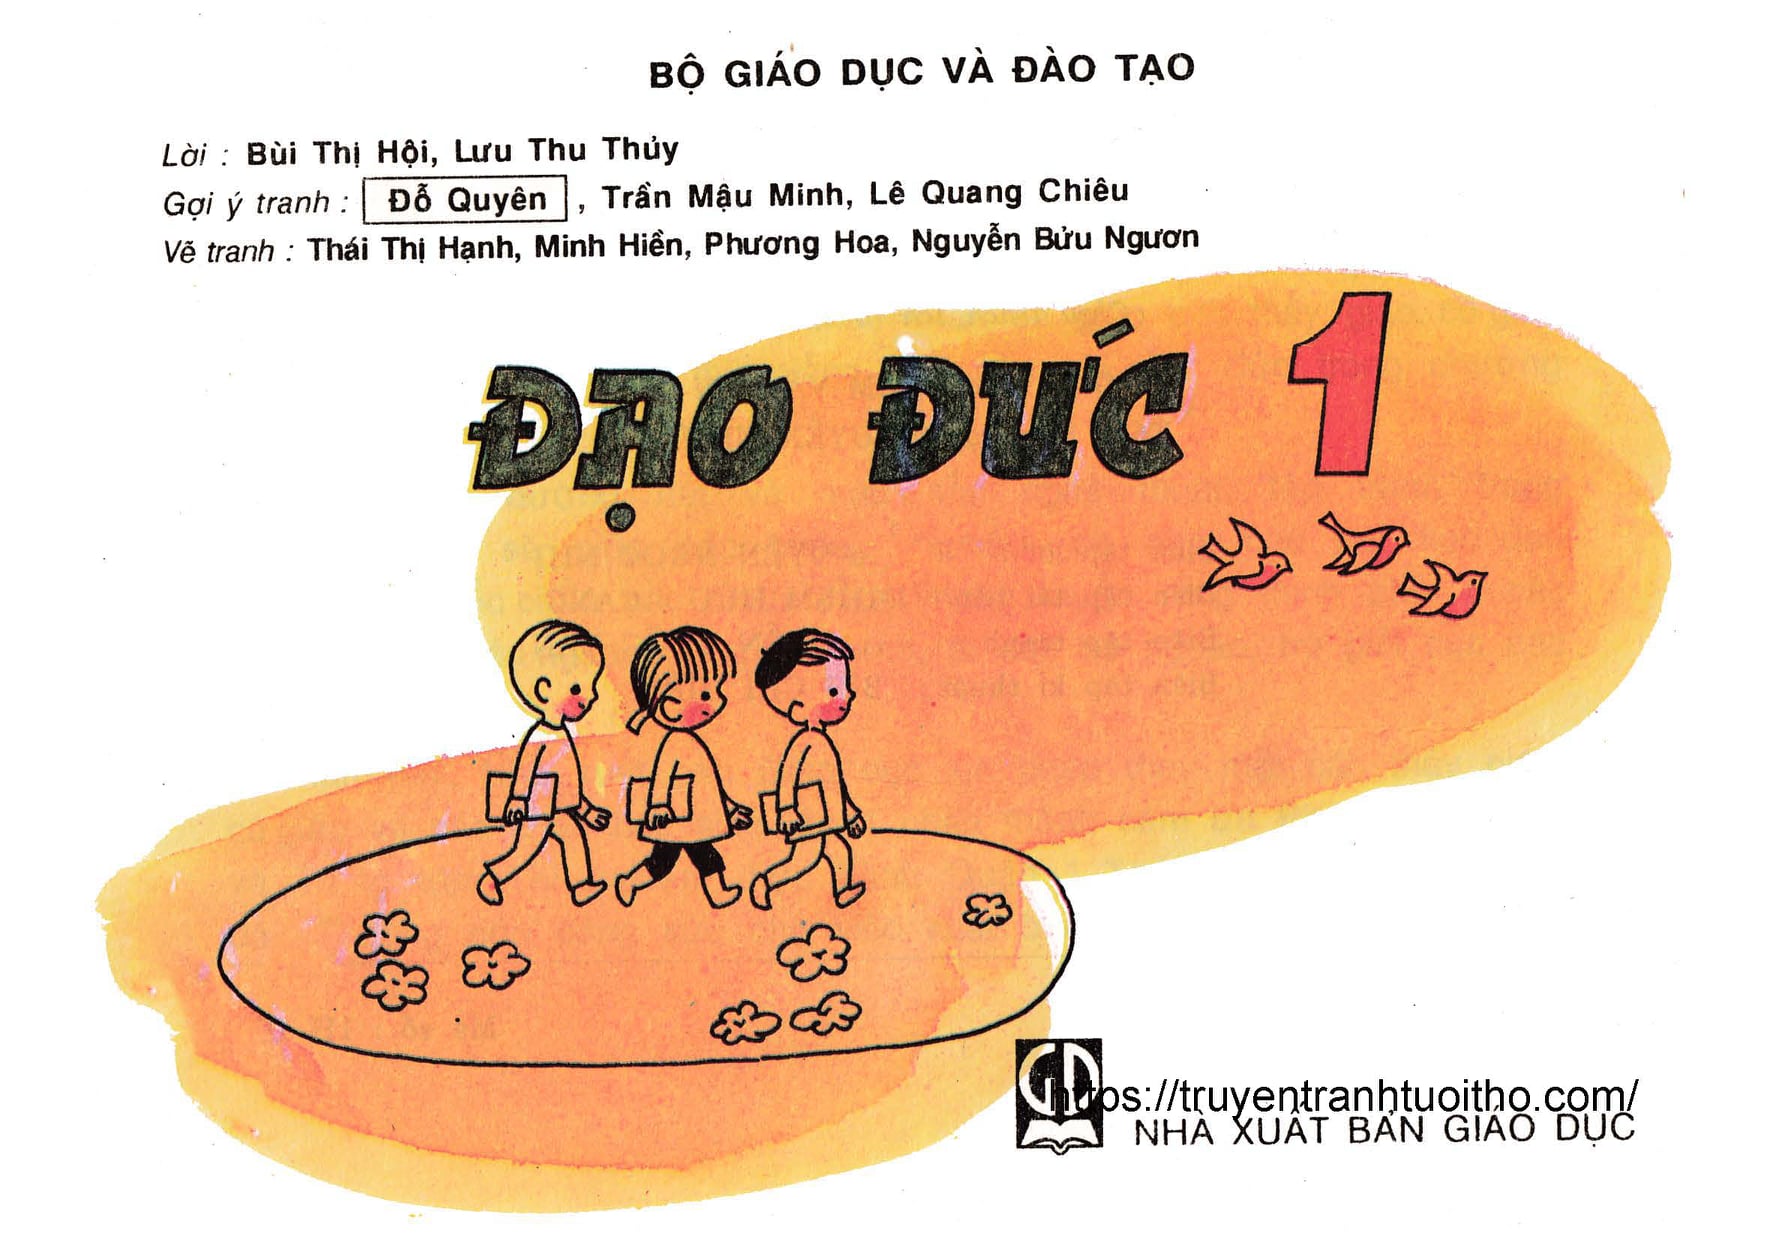 BỘ GIÁO DỤC VÀ ĐÀO TẠO
Lời : Bùi Thị Hội, Lưu Thu Thủy
Gợi ý tranh : Đỗ Quyên , Trần Mậu Minh, Lê Quang Chiêu
Vẽ tranh : Thái Thị Hạnh, Minh Hiền, Phương Hoa, Nguyễn Bửu Ngươn
ĐẠO ĐỨC 1
GD
https://truyentranhtuoitho.com/
NHÀ XUẤT BẢN GIÁO DỤC